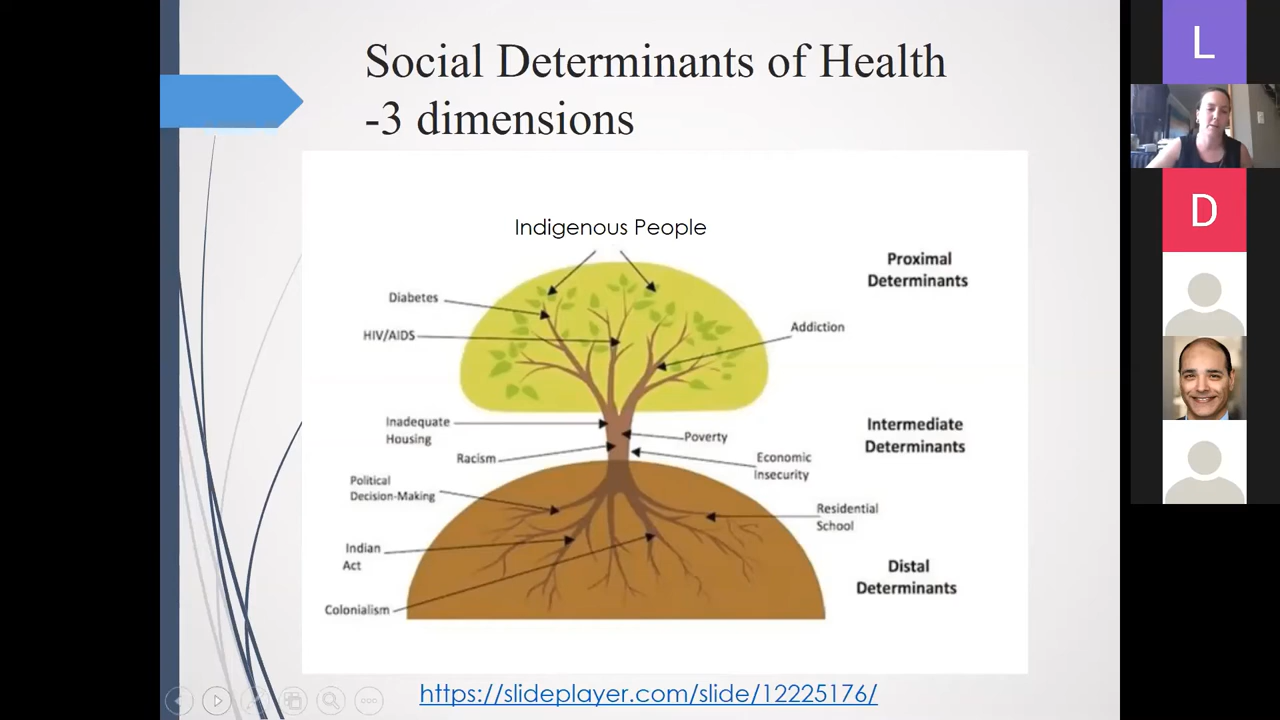 Social Determinants of Health
-3 dimensions
Indigenous People
Proximal
Determinants
Diabetes
HIV/AIDS
Addiction
Inadequate
Housing
Poverty
Intermediate
Determinants
Racism
Economic
Insecurity
Political
Decision-Making
Residential
School
Indian
Act
Distal
Determinants
Colonialism
https://slideplayer.com/slide/12225176/
L
D